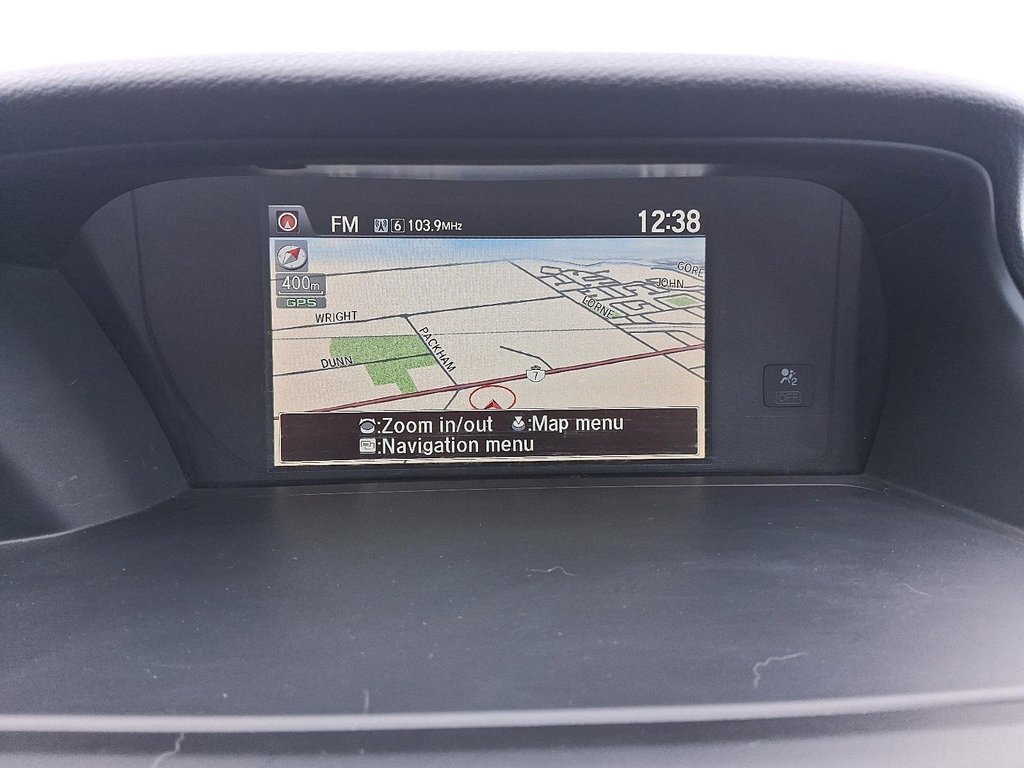 FM 6 103.9MHz 12:38
400m
GPS
GORE
JOHN
LORNE
WRIGHT
PACKHAM
DUNN
7
:Zoom in/out :Map menu
:Navigation menu
2
OFF